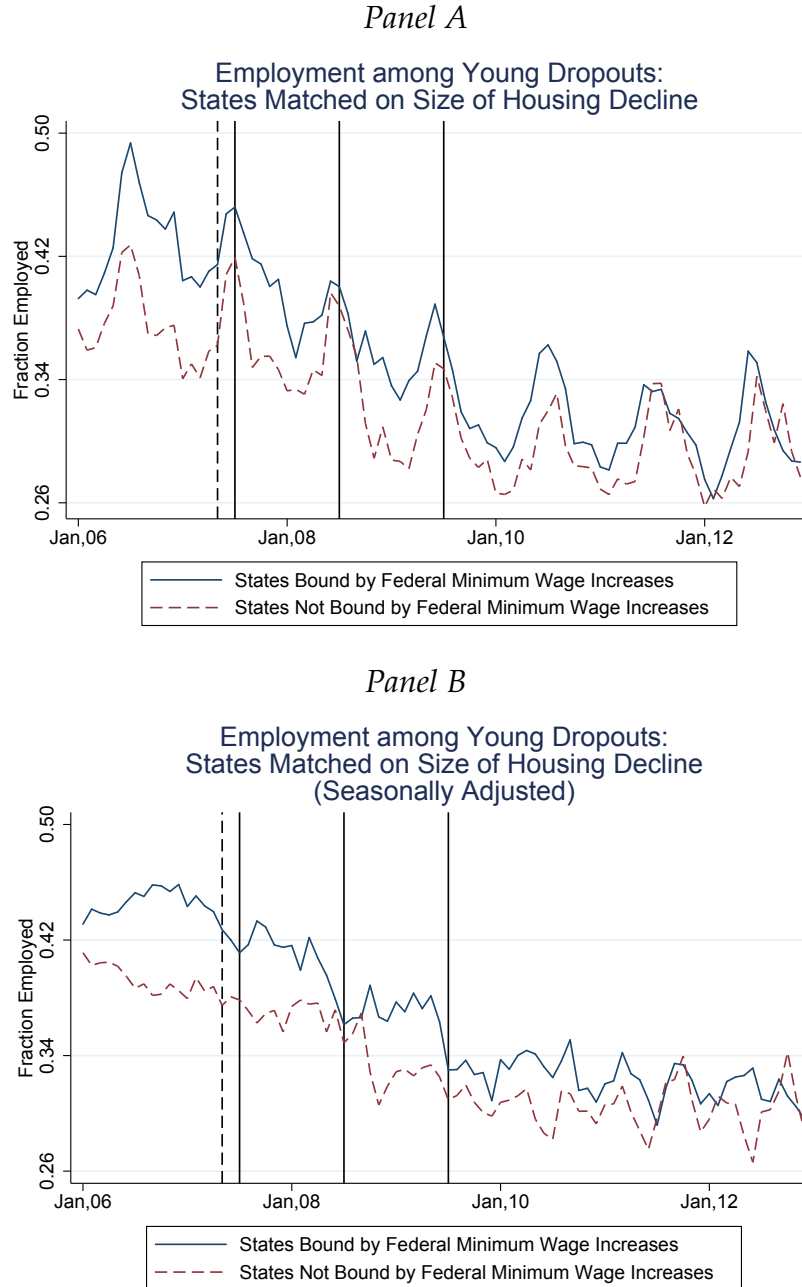 Panel A
Employment among Young Dropouts:
States Matched on Size of Housing Decline
Fraction Employed
0.50
0.42
0.34
0.26
Jan,06
Jan,08
Jan,10
Jan,12
States Bound by Federal Minimum Wage Increases
States Not Bound by Federal Minimum Wage Increases
Panel B
Employment among Young Dropouts:
States Matched on Size of Housing Decline
(Seasonally Adjusted)
Fraction Employed
0.50
0.42
0.34
0.26
Jan,06
Jan,08
Jan,10
Jan,12
States Bound by Federal Minimum Wage Increases
States Not Bound by Federal Minimum Wage Increases